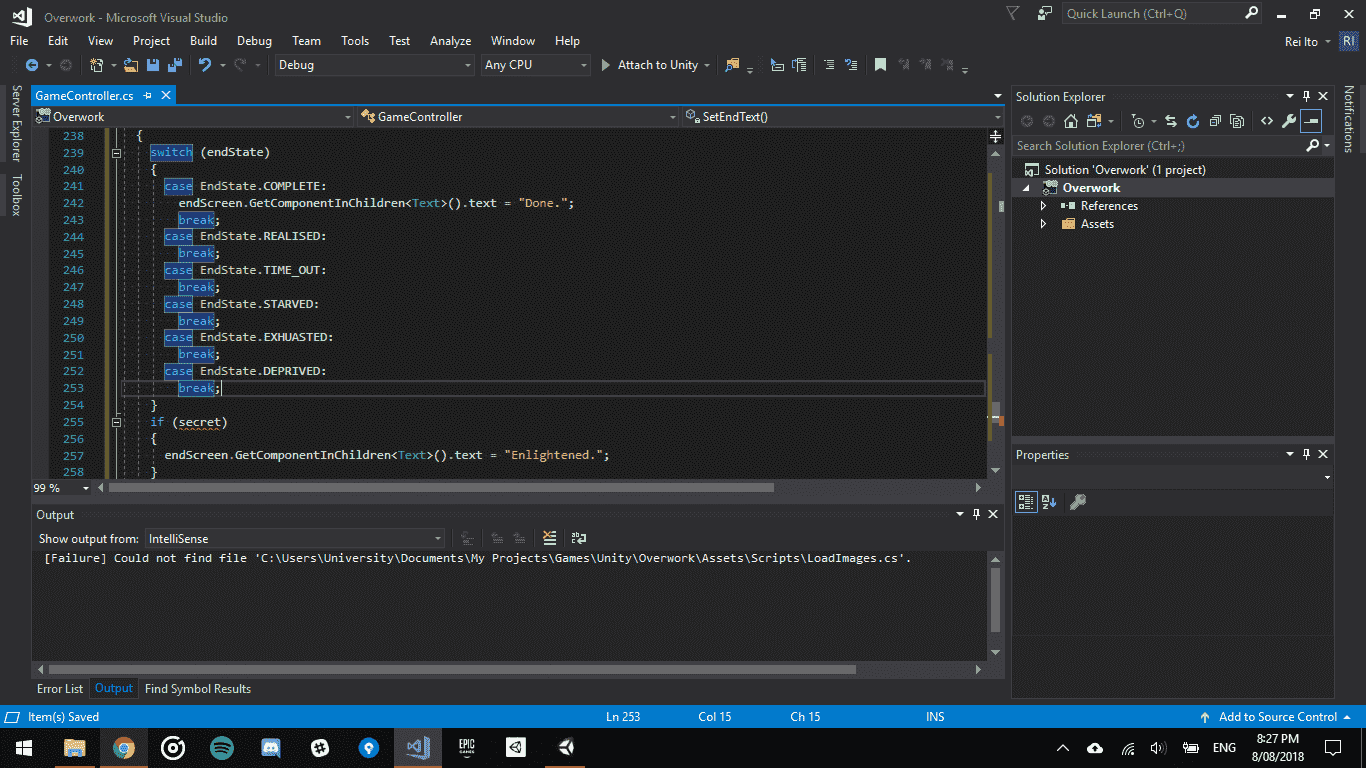 Overwork - Microsoft Visual Studio
Quick Launch (Ctrl+Q)
File Edit View Project Build Debug Team Tools Test Analyze Window Help
Rei Ito RI
Debug Any CPU Attach to Unity
Server Explorer
Toolbox
GameController.cs
Overwork GameController SetEndText()
238 {
239 switch (endState)
240 {
241 case EndState.COMPLETE:
242 endScreen.GetComponentInChildren<Text>().text = "Done.";
243 break;
244 case EndState.REALISED:
245 break;
246 case EndState.TIME_OUT:
247 break;
248 case EndState.STARVED:
249 break;
250 case EndState.EXHUASTED:
251 break;
252 case EndState.DEPRIVED:
253 break;
254 }
255 if (secret)
256 {
257 endScreen.GetComponentInChildren<Text>().text = "Enlightened.";
258 }
99 %
Output
Show output from: IntelliSense
[Failure] Could not find file 'C:\Users\University\Documents\My Projects\Games\Unity\Overwork\Assets\Scripts\LoadImages.cs'.
Error List Output Find Symbol Results
Solution Explorer
Search Solution Explorer (Ctrl+;)
Solution 'Overwork' (1 project)
Overwork
References
Assets
Properties
Notifications
Item(s) Saved Ln 253 Col 15 Ch 15 INS Add to Source Control
EPIC GAMES
ENG 8:27 PM
8/08/2018